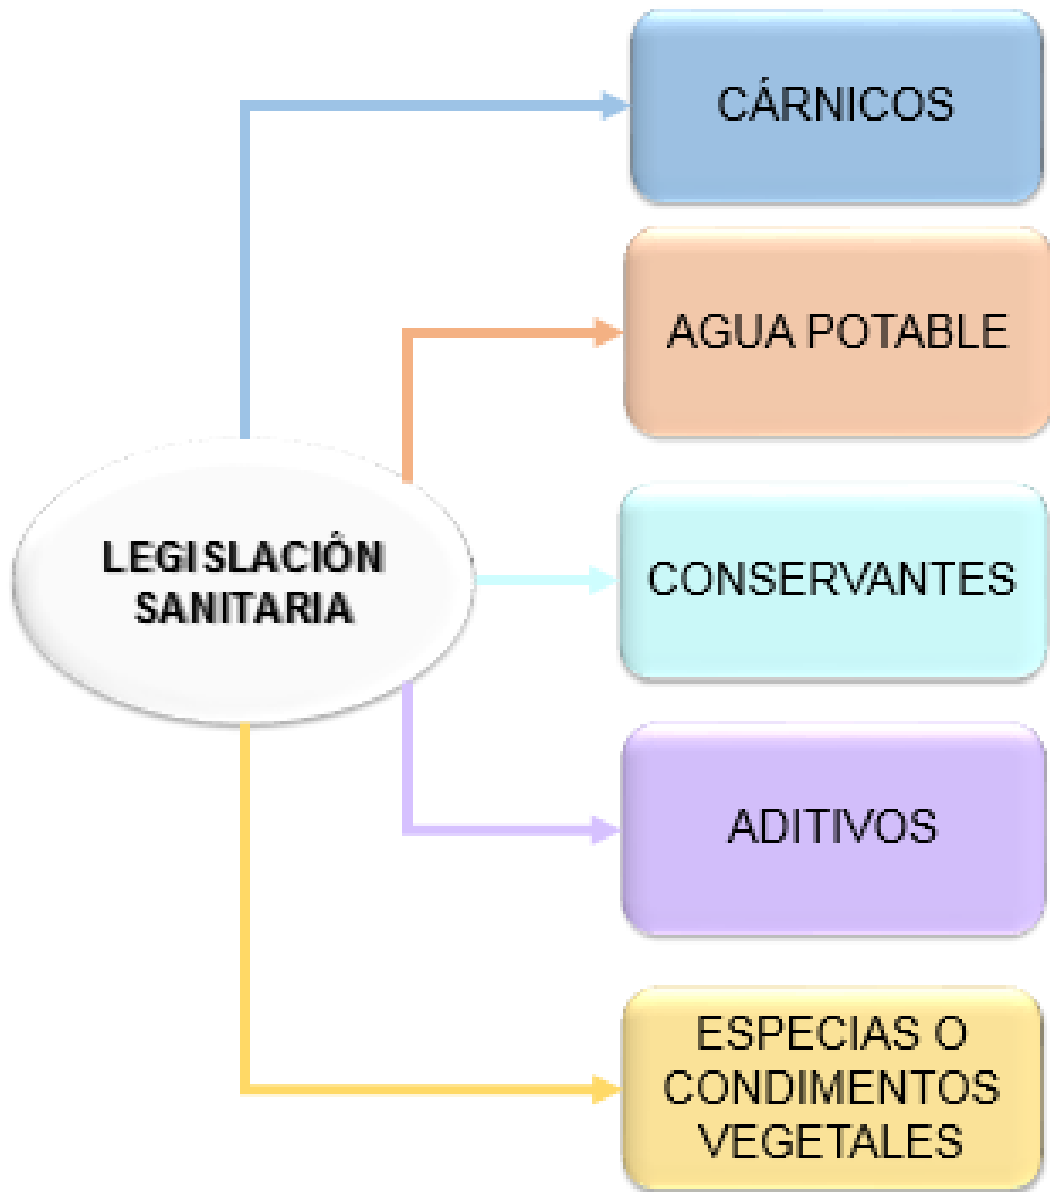 CÁRNICOS
AGUA POTABLE
LEGISLACIÓN
SANITARIA
CONSERVANTES
ADITIVOS
ESPECIAS O
CONDIMENTOS
VEGETALES